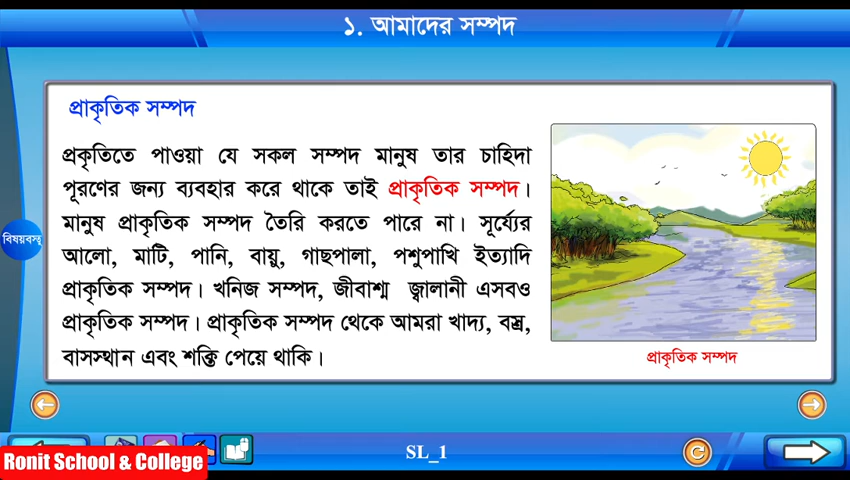 ১. আমাদের সম্পদ
প্রাকৃতিক সম্পদ
প্রকৃতিতে পাওয়া যে সকল সম্পদ মানুষ তার চাহিদা
পূরণের জন্য ব্যবহার করে থাকে তাই প্রাকৃতিক সম্পদ।
মানুষ প্রাকৃতিক সম্পদ তৈরি করতে পারে না। সূর্য্যের
আলো, মাটি, পানি, বায়ু, গাছপালা, পশুপাখি ইত্যাদি
প্রাকৃতিক সম্পদ। খনিজ সম্পদ, জীবাশ্ম জ্বালানী এসবও
প্রাকৃতিক সম্পদ। প্রাকৃতিক সম্পদ থেকে আমরা খাদ্য, বস্ত্র,
বাসস্থান এবং শক্তি পেয়ে থাকি।
প্রাকৃতিক সম্পদ
বিষয়বস্তু
SL_1
Ronit School & College